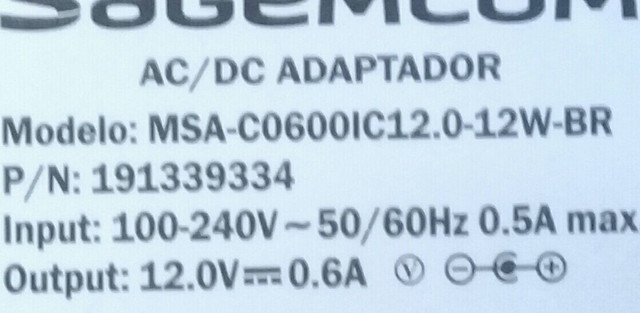 SAGEMCOM
AC/DC ADAPTADOR
Modelo: MSA-C0600IC12.0-12W-BR
P/N: 191339334
Input: 100-240V~50/60Hz 0.5A max
Output: 12.0V⎓0.6A Ⓥ ⊖-C-⊕